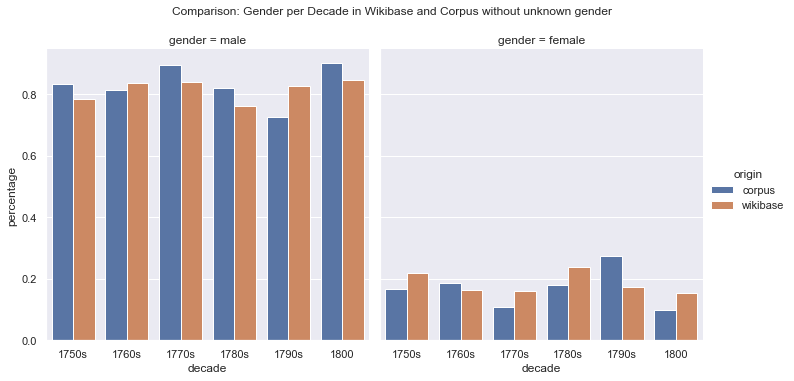 Comparison: Gender per Decade in Wikibase and Corpus without unknown gender
gender = male
gender = female
percentage
0.8
0.6
0.4
0.2
0.0
1750s 1760s 1770s 1780s 1790s 1800
decade
1750s 1760s 1770s 1780s 1790s 1800
decade
origin
corpus
wikibase